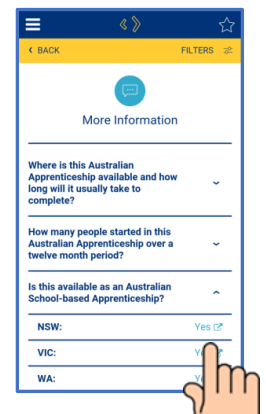 BACK FILTERS
More Information
Where is this Australian
Apprenticeship available and how
long will it usually take to
complete?
How many people started in this
Australian Apprenticeship over a
twelve month period?
Is this available as an Australian
School-based Apprenticeship?
NSW: Yes
VIC:
WA: